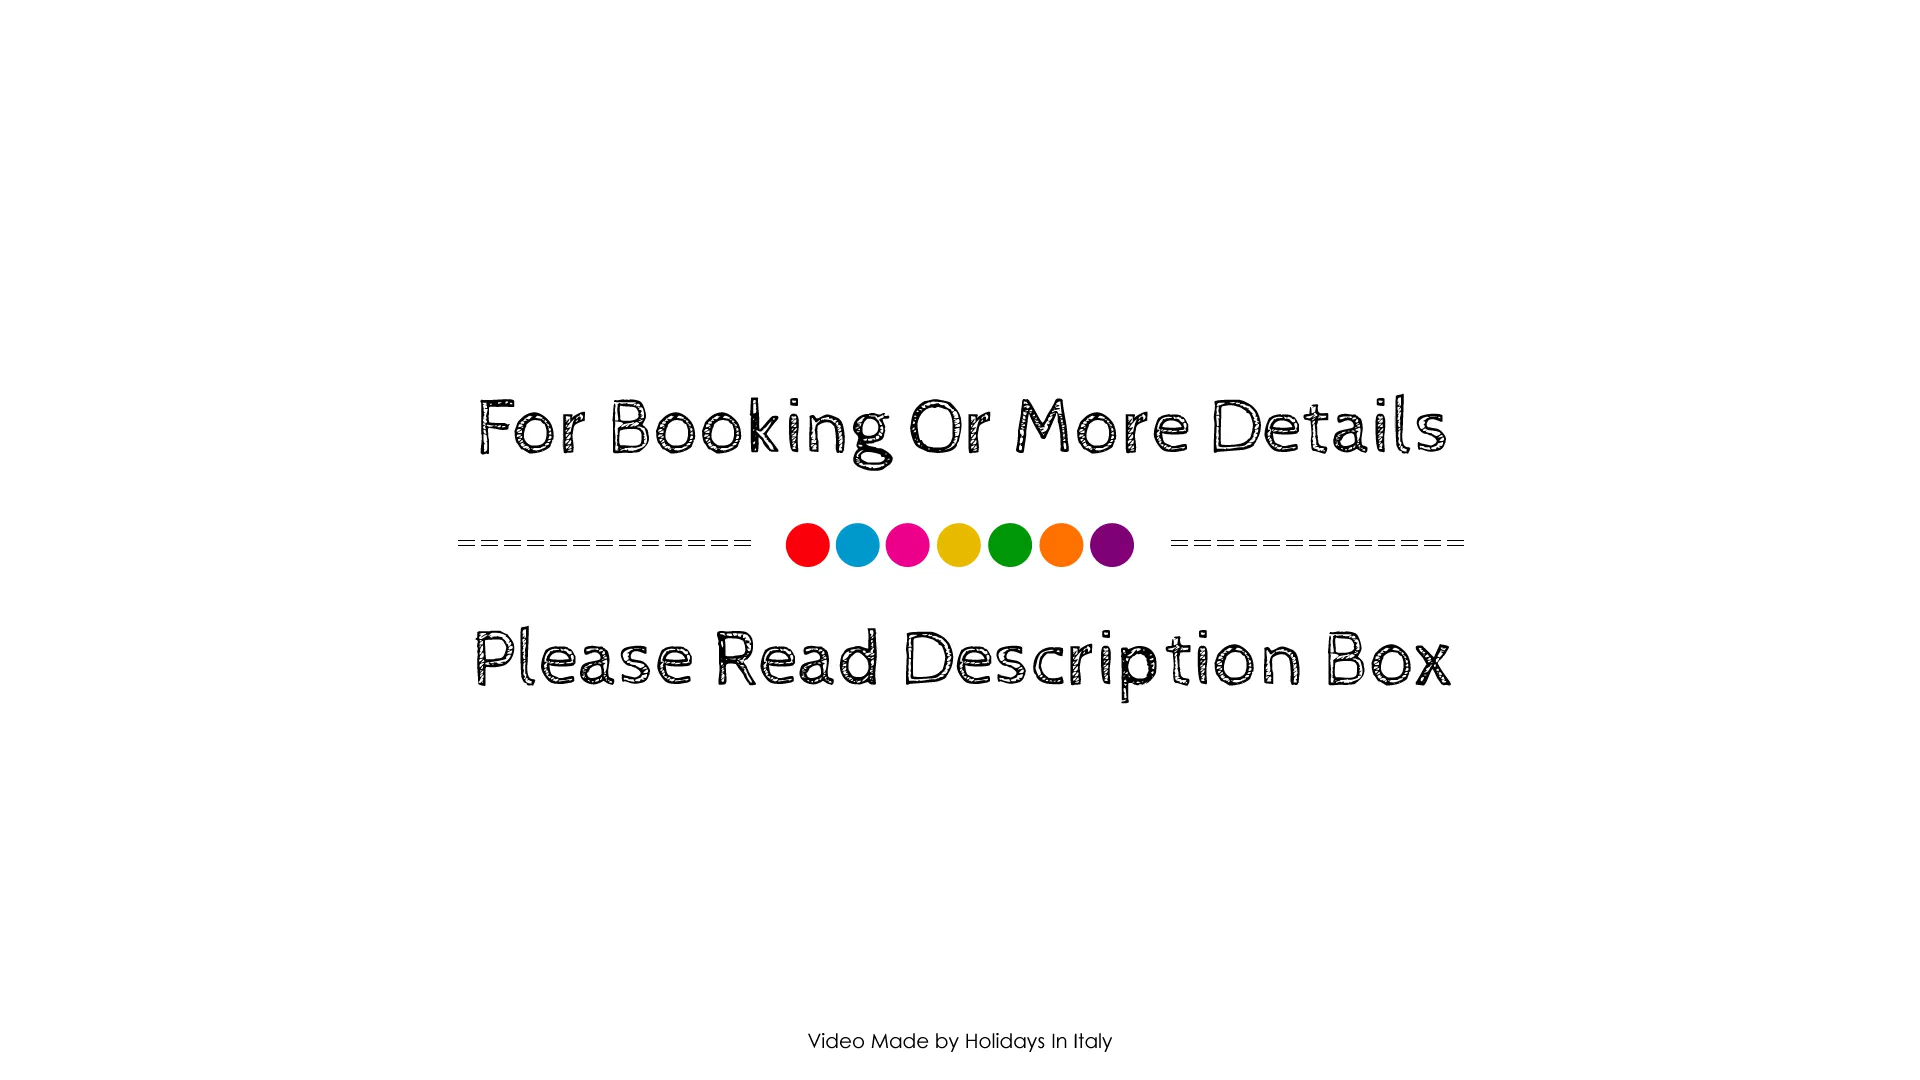 For Booking Or More Details
============= =============
Please Read Description Box
Video Made by Holidays In Italy